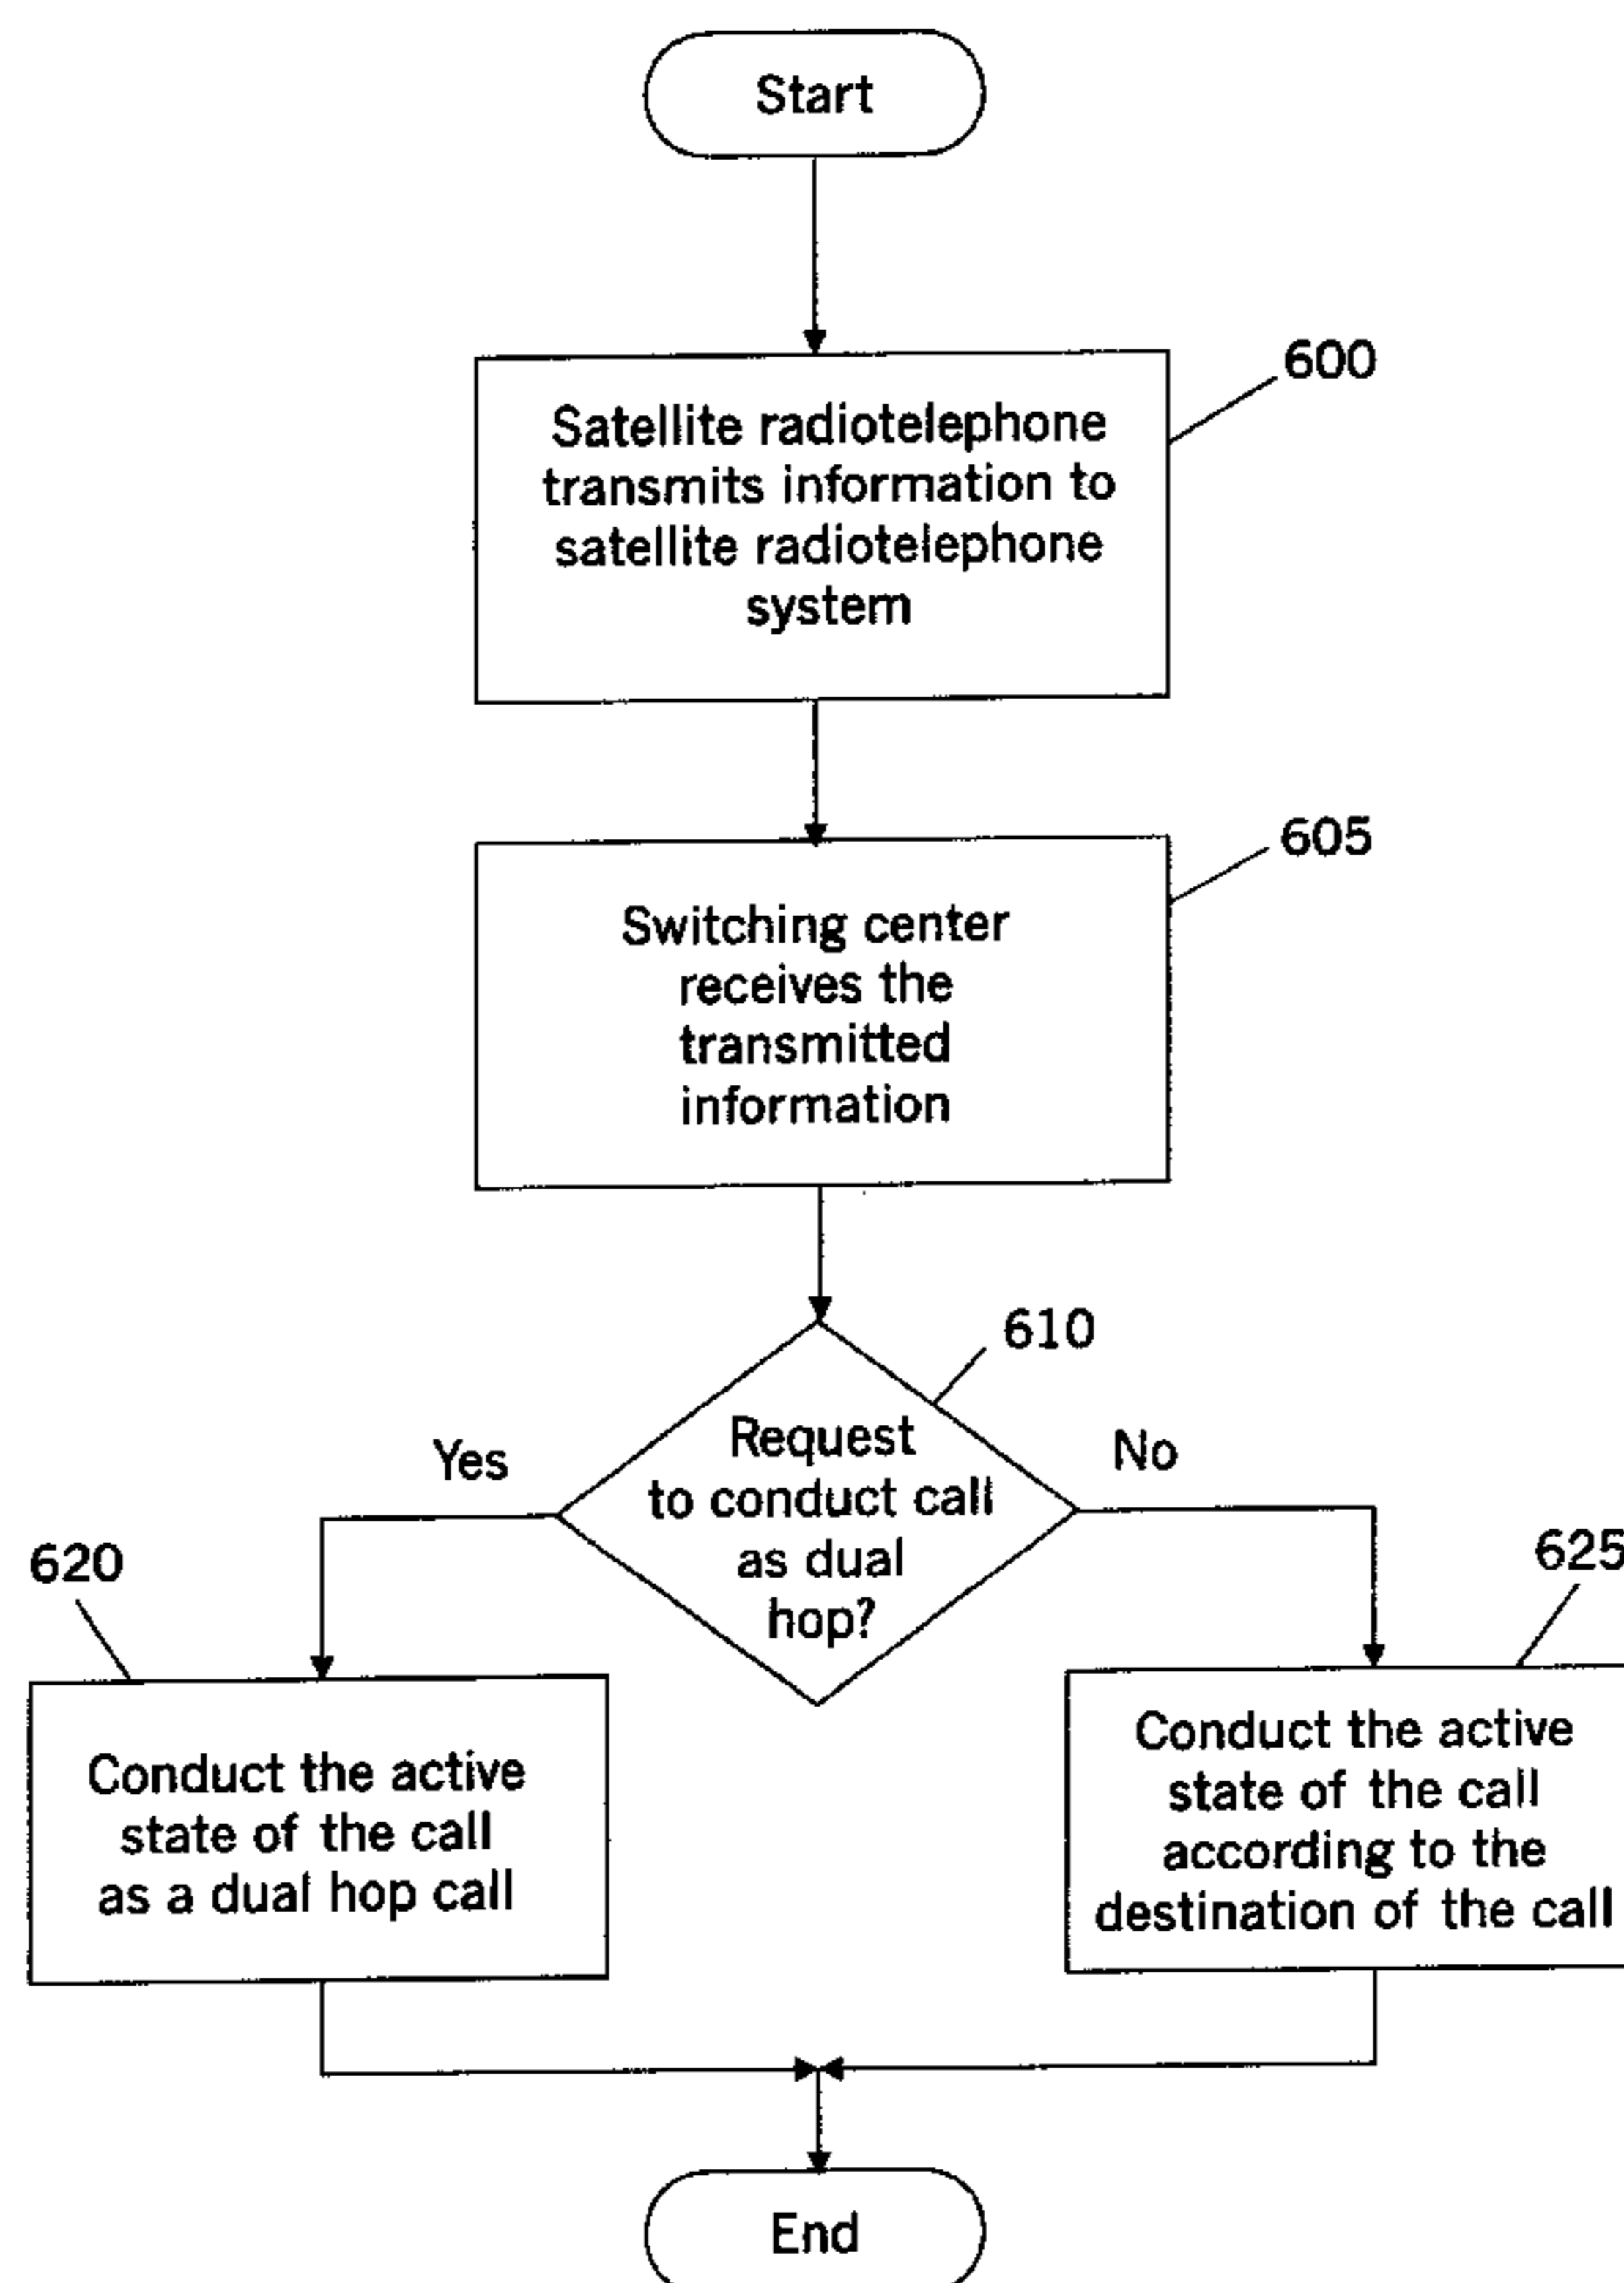 Start
600
Satellite radiotelephone
transmits information to
satellite radiotelephone
system
605
Switching center
receives the
transmitted
information
610
Request
to conduct call
as dual
hop?
Yes
No
620
625
Conduct the active
state of the call
as a dual hop call
Conduct the active
state of the call
according to the
destination of the call
End